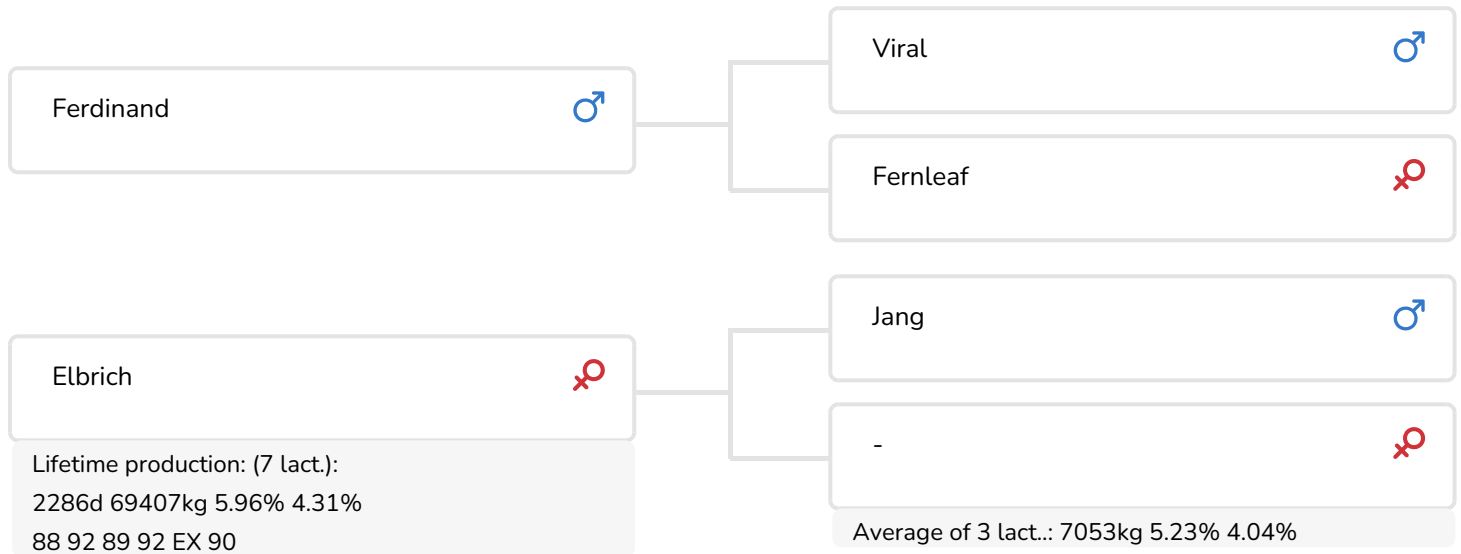 Ferdinand
Viral
Fernleaf
Elbrich
Lifetime production: (7 lact.):
2286d 69407kg 5.96% 4.31%
88 92 89 92 EX 90
Jang
-
Average of 3 lact..: 7053kg 5.23% 4.04%